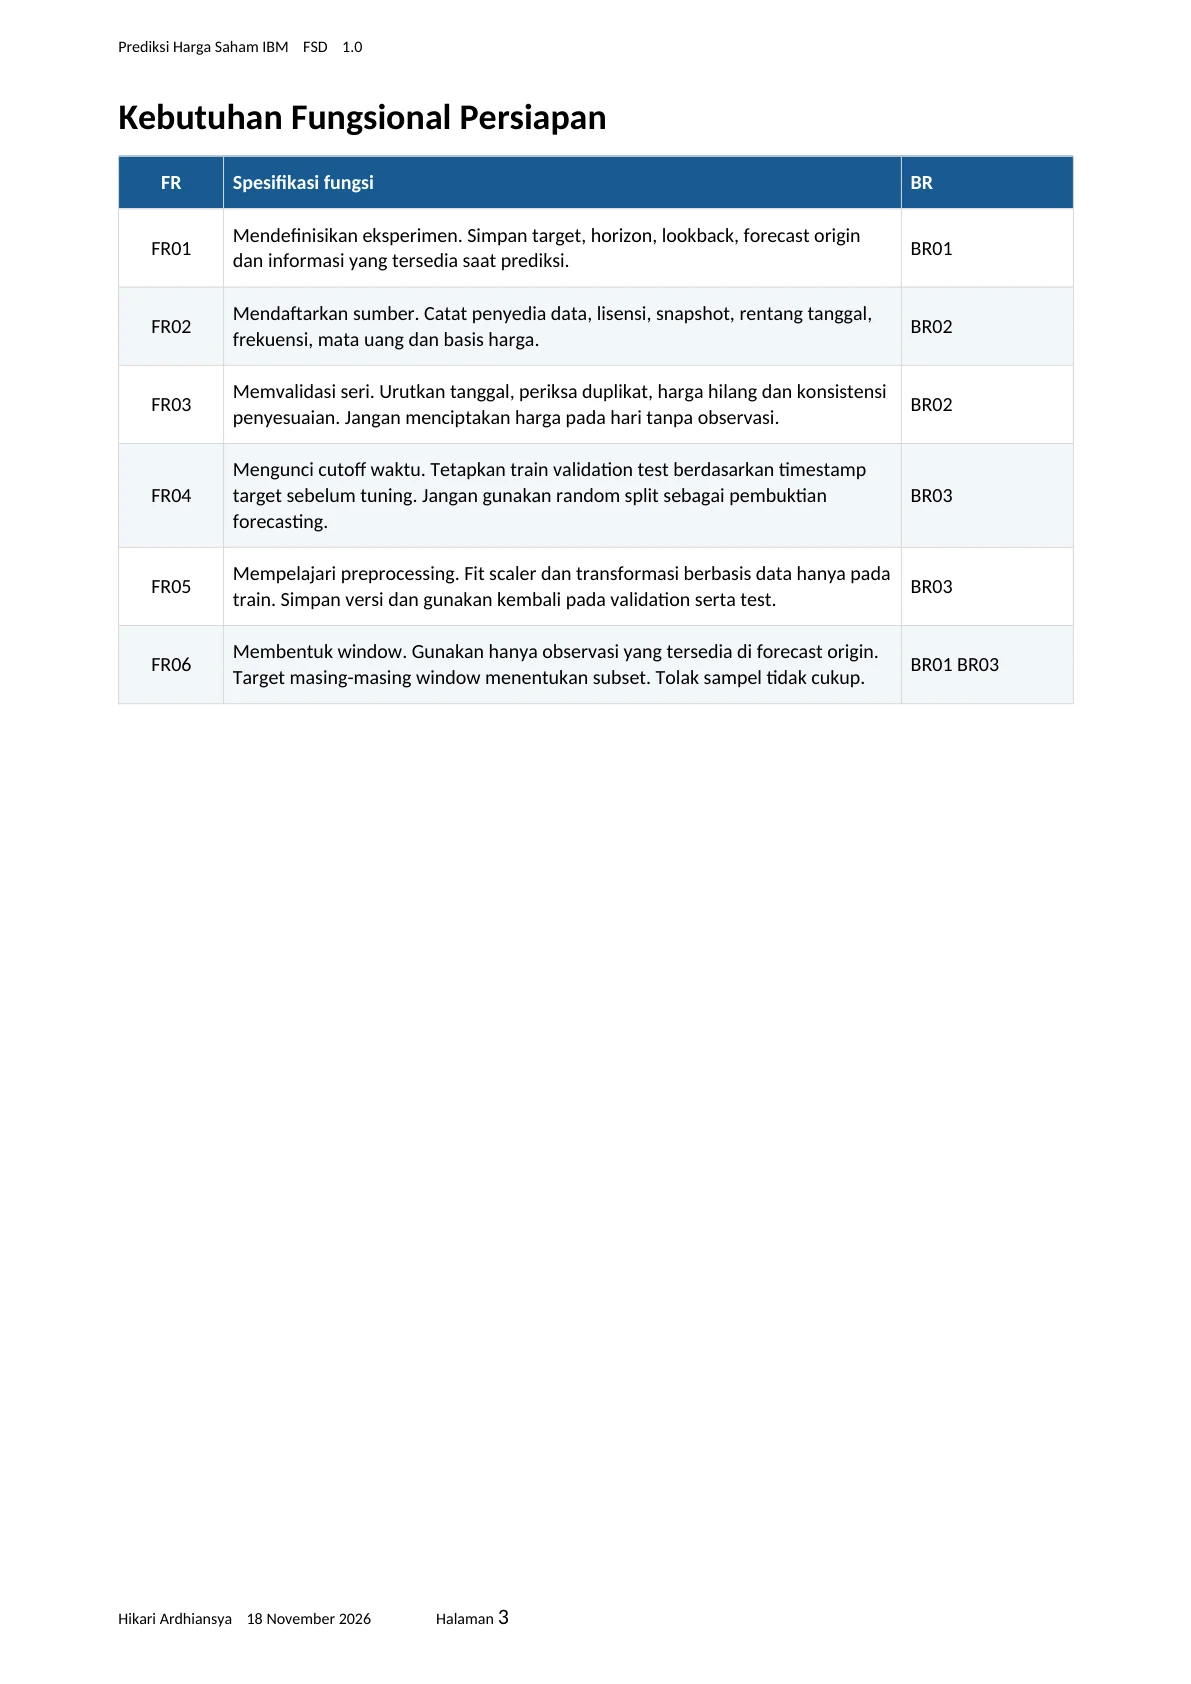 Prediksi Harga Saham IBM FSD 1.0
Kebutuhan Fungsional Persiapan
FR Spesifikasi fungsi BR
FR01 Mendefinisikan eksperimen. Simpan target, horizon, lookback, forecast origin
dan informasi yang tersedia saat prediksi. BR01
FR02 Mendaftarkan sumber. Catat penyedia data, lisensi, snapshot, rentang tanggal,
frekuensi, mata uang dan basis harga. BR02
FR03 Memvalidasi seri. Urutkan tanggal, periksa duplikat, harga hilang dan konsistensi
penyesuaian. Jangan menciptakan harga pada hari tanpa observasi. BR02
FR04 Mengunci cutoff waktu. Tetapkan train validation test berdasarkan timestamp
target sebelum tuning. Jangan gunakan random split sebagai pembuktian
forecasting. BR03
FR05 Mempelajari preprocessing. Fit scaler dan transformasi berbasis data hanya pada
train. Simpan versi dan gunakan kembali pada validation serta test. BR03
FR06 Membentuk window. Gunakan hanya observasi yang tersedia di forecast origin.
Target masing-masing window menentukan subset. Tolak sampel tidak cukup. BR01 BR03
Hikari Ardhiansya 18 November 2026 Halaman 3